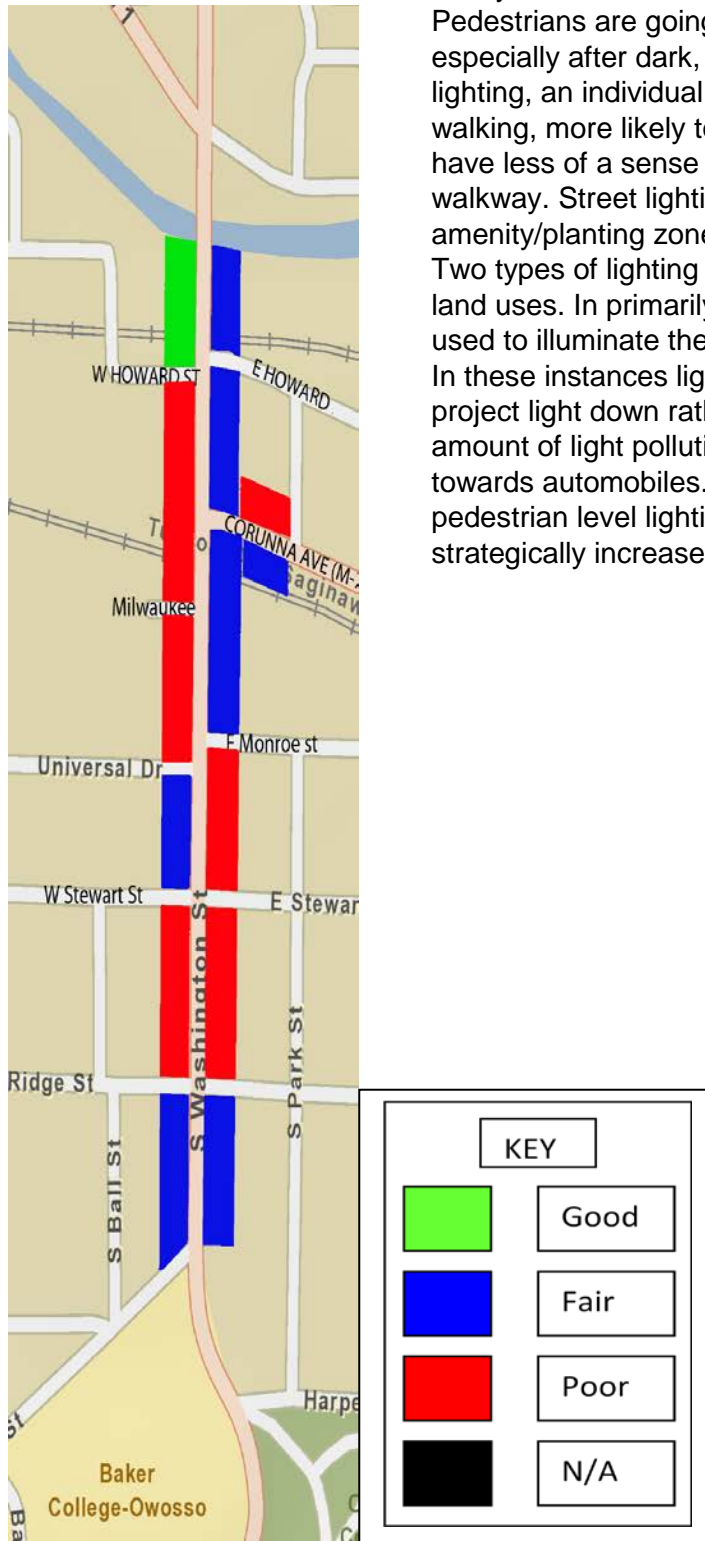 Pedestrians are going
especially after dark,
lighting, an individual
walking, more likely to
have less of a sense
walkway. Street lighti
amenity/planting zone
Two types of lighting
land uses. In primarily
used to illuminate the
In these instances lig
project light down rath
amount of light polluti
towards automobiles.
pedestrian level lighti
strategically increase
1
W HOWARD ST
E HOWARD
CORUNNA AVE (M-
Saginaw
Milwaukee
E Monroe st
Universal Dr
W Stewart St
E Stewar
S Washington St
S Park St
Ridge St
S Ball St
Harpe
St
Baker
College-Owosso
Ba
KEY
Good
Fair
Poor
N/A